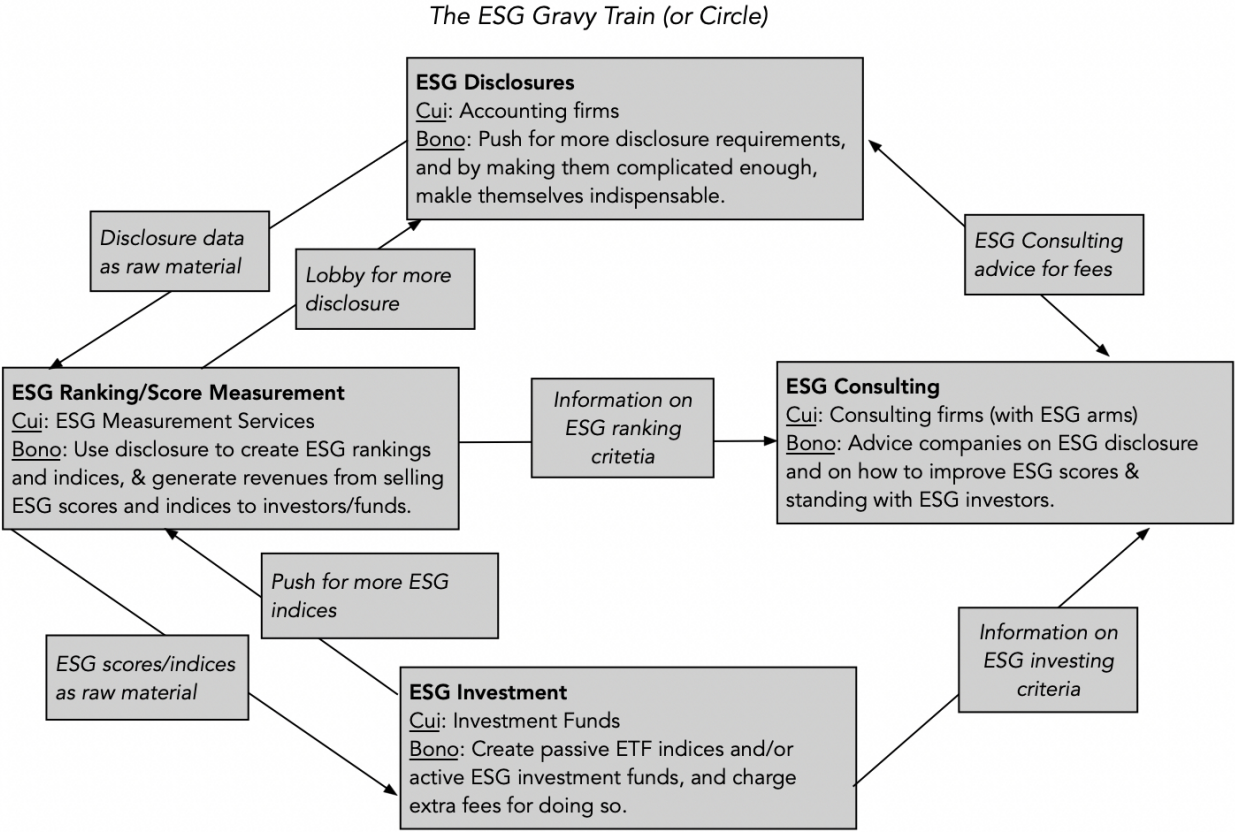 The ESG Gravy Train (or Circle)
ESG Disclosures
Cui: Accounting firms
Bono: Push for more disclosure requirements,
and by making them complicated enough,
makle themselves indispensable.
Disclosure data
as raw material
Lobby for more
disclosure
ESG Consulting
advice for fees
ESG Ranking/Score Measurement
Cui: ESG Measurement Services
Bono: Use disclosure to create ESG rankings
and indices, & generate revenues from selling
ESG scores and indices to investors/funds.
Information on
ESG ranking
critetia
ESG Consulting
Cui: Consulting firms (with ESG arms)
Bono: Advice companies on ESG disclosure
and on how to improve ESG scores &
standing with ESG investors.
Push for more ESG
indices
ESG scores/indices
as raw material
Information on
ESG investing
criteria
ESG Investment
Cui: Investment Funds
Bono: Create passive ETF indices and/or
active ESG investment funds, and charge
extra fees for doing so.